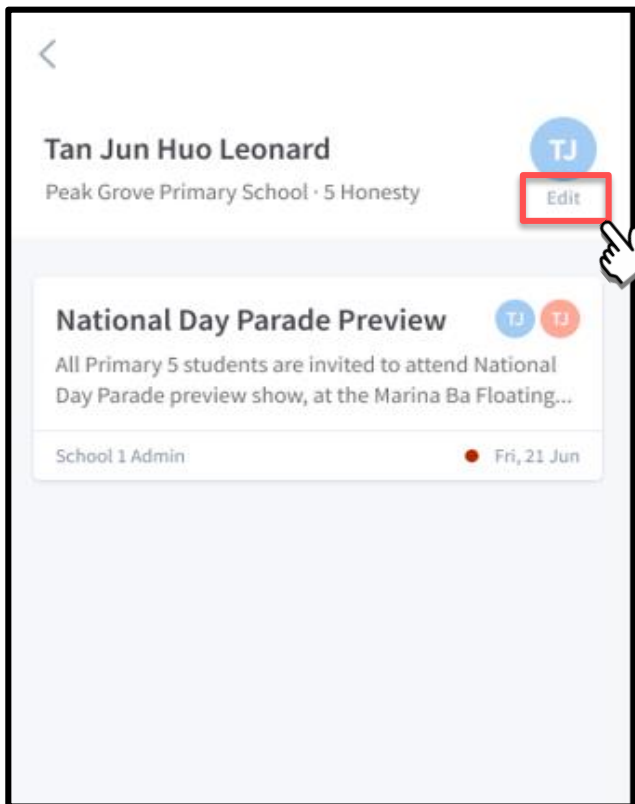 Tan Jun Huo Leonard
TJ
Peak Grove Primary School · 5 Honesty
Edit
National Day Parade Preview
TJ
TJ
All Primary 5 students are invited to attend National
Day Parade preview show, at the Marina Ba Floating...
School 1 Admin
Fri, 21 Jun